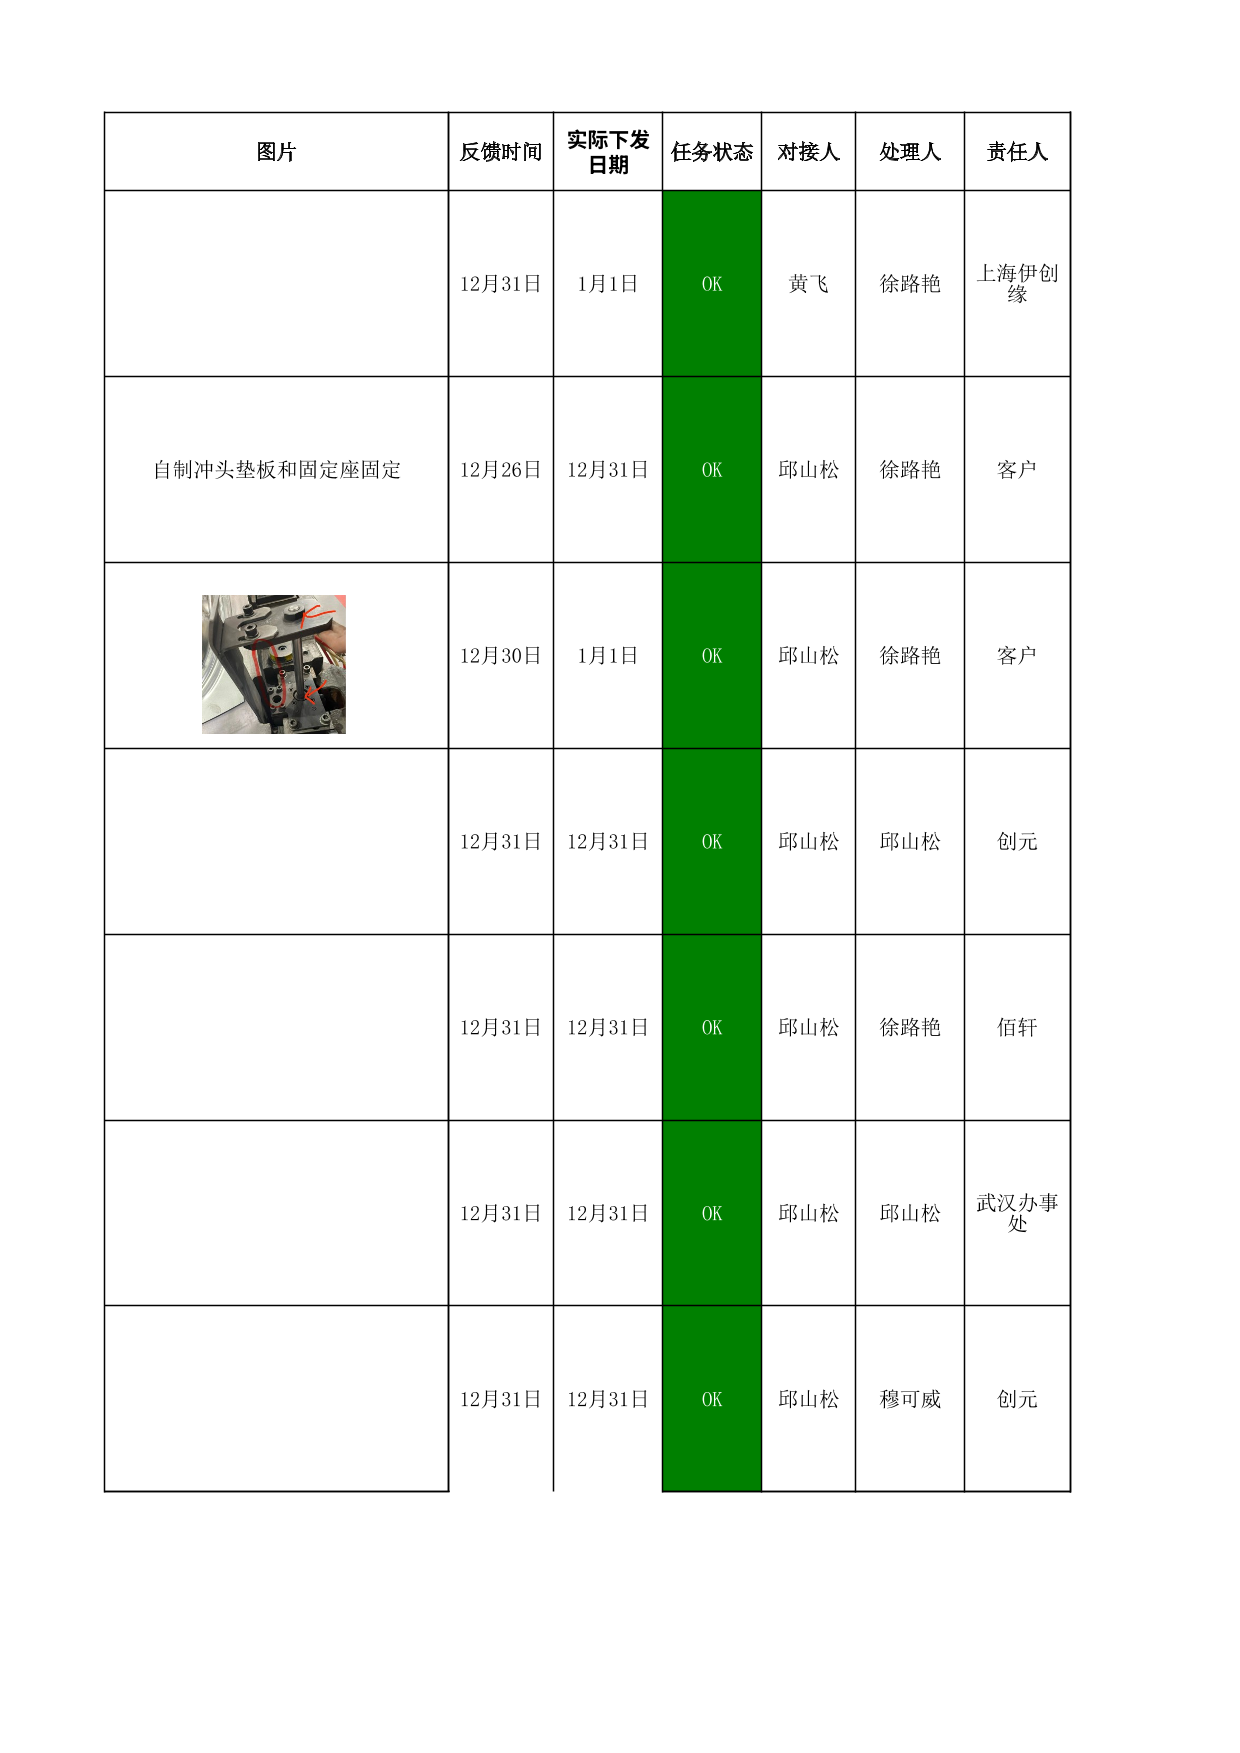 图片 反馈时间 实际下发日期 任务状态 对接人 处理人 责任人
12月31日 1月1日 OK 黄飞 徐路艳 上海伊创缘
自制冲头垫板和固定座固定 12月26日 12月31日 OK 邱山松 徐路艳 客户
12月30日 1月1日 OK 邱山松 徐路艳 客户
12月31日 12月31日 OK 邱山松 邱山松 创元
12月31日 12月31日 OK 邱山松 徐路艳 佰轩
12月31日 12月31日 OK 邱山松 邱山松 武汉办事处
12月31日 12月31日 OK 邱山松 穆可威 创元